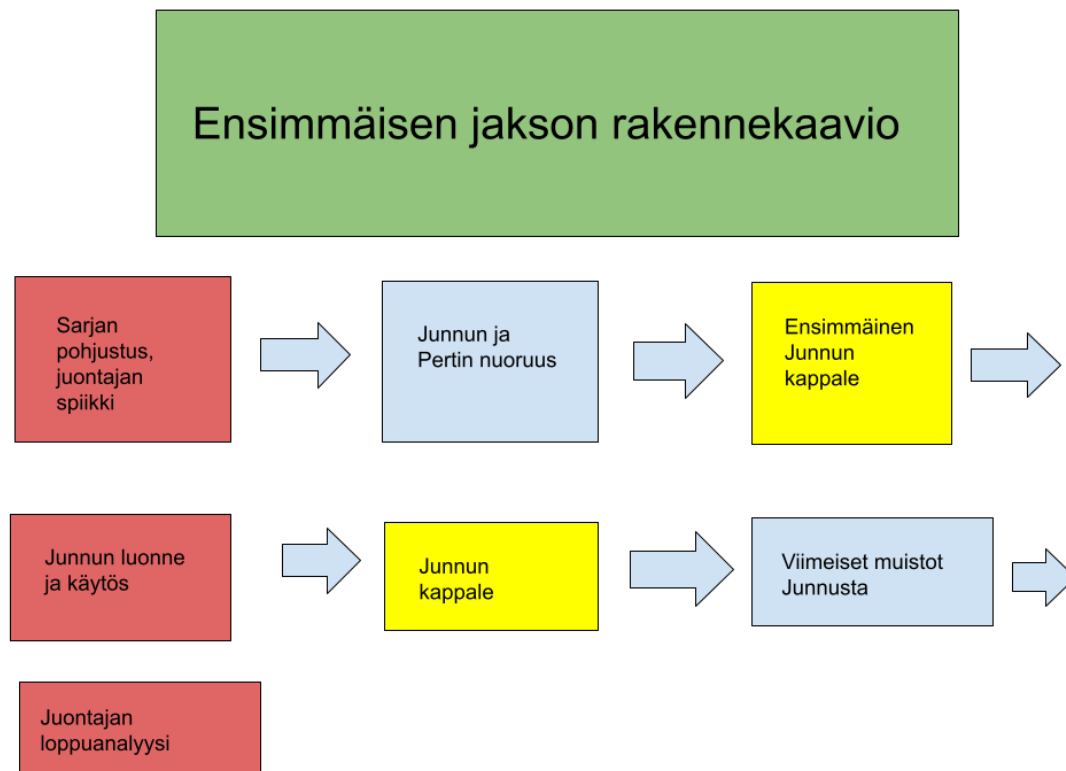 Ensimmäisen jakson rakennekaavio
Sarjan
pohjustus,
juontajan
spiikki
Junnun ja
Pertin nuoruus
Ensimmäinen
Junnun
kappale
Junnun luonne
ja käytös
Junnun
kappale
Viimeiset muistot
Junnusta
Juontajan
loppuanalyysi